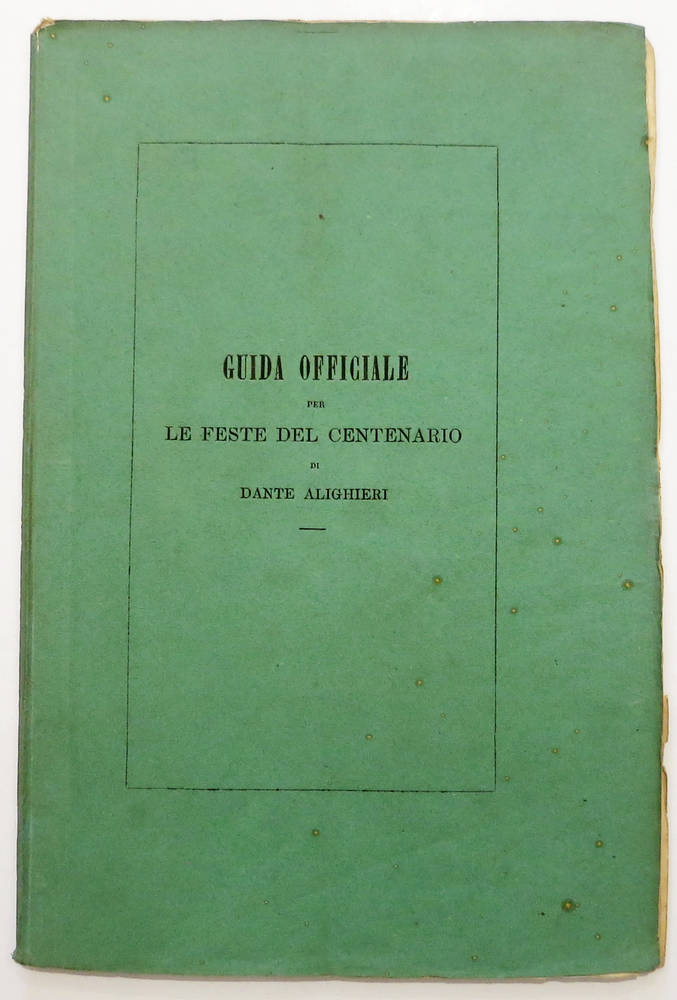 GUIDA OFFICIALE
PER
LE FESTE DEL CENTENARIO
DI
DANTE ALIGHIERI